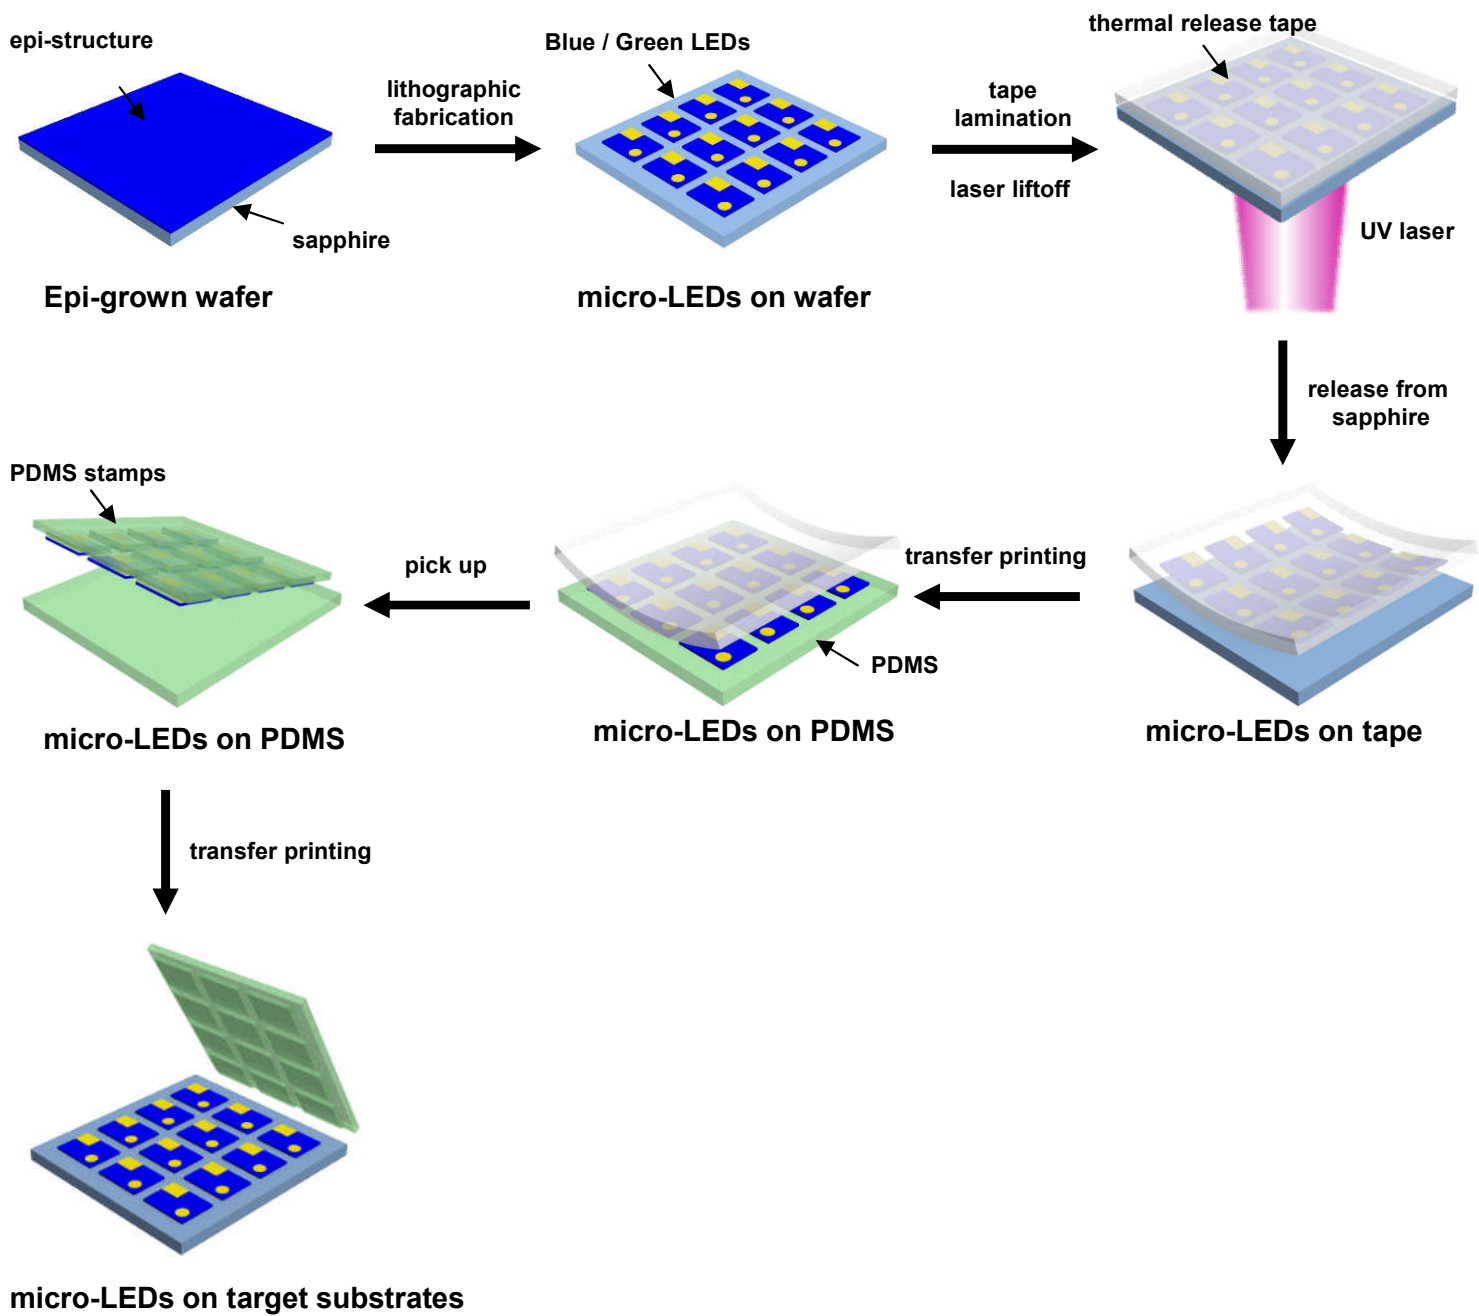 epi-structure
sapphire
Epi-grown wafer
lithographic
fabrication
Blue / Green LEDs
micro-LEDs on wafer
tape
lamination
laser liftoff
thermal release tape
UV laser
release from
sapphire
micro-LEDs on tape
transfer printing
PDMS
micro-LEDs on PDMS
pick up
PDMS stamps
micro-LEDs on PDMS
transfer printing
micro-LEDs on target substrates